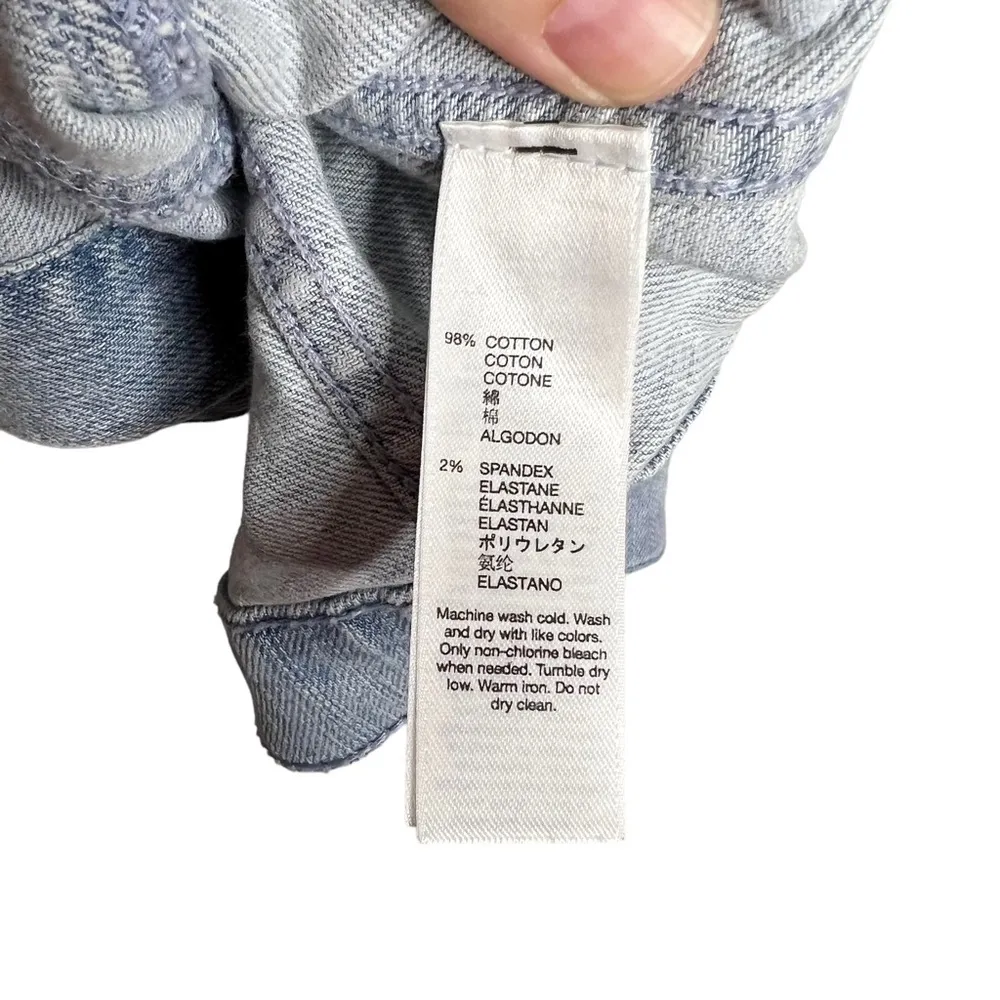 98% COTTON
COTON
COTONE
綿
棉
ALGODON
2% SPANDEX
ELASTANE
ÉLASTHANNE
ELASTAN
ポリウレタン
氨纶
ELASTANO
Machine wash cold. Wash
and dry with like colors.
Only non-chlorine bleach
when needed. Tumble dry
low. Warm iron. Do not
dry clean.